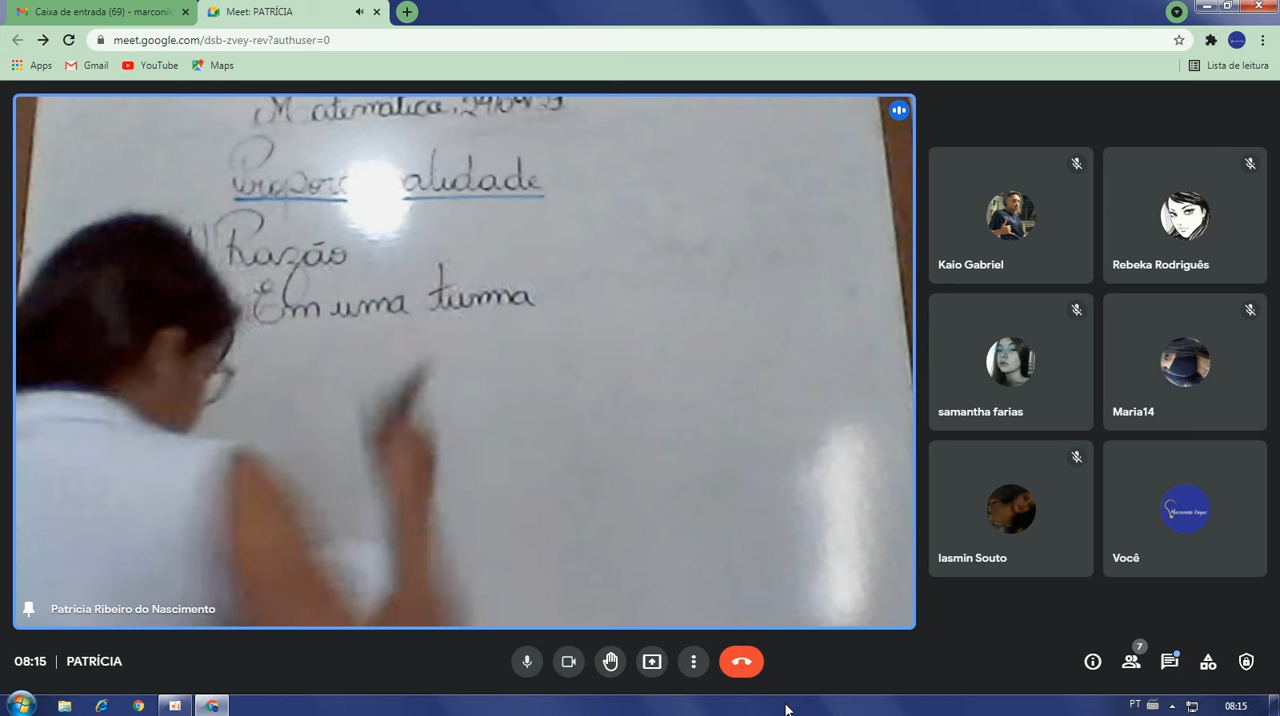 Caixa de entrada (69) - marconil
Meet: PATRÍCIA
meet.google.com/dsb-zvey-rev?authuser=0
Apps
Gmail
YouTube
Maps
Lista de leitura
Matemática,
Razão
Em uma turma
Patrícia Ribeiro do Nascimento
Kaio Gabriel
Rebeka Rodriguês
samantha farias
Maria14
Iasmin Souto
Você
08:15 | PATRÍCIA
7
PT
08:15